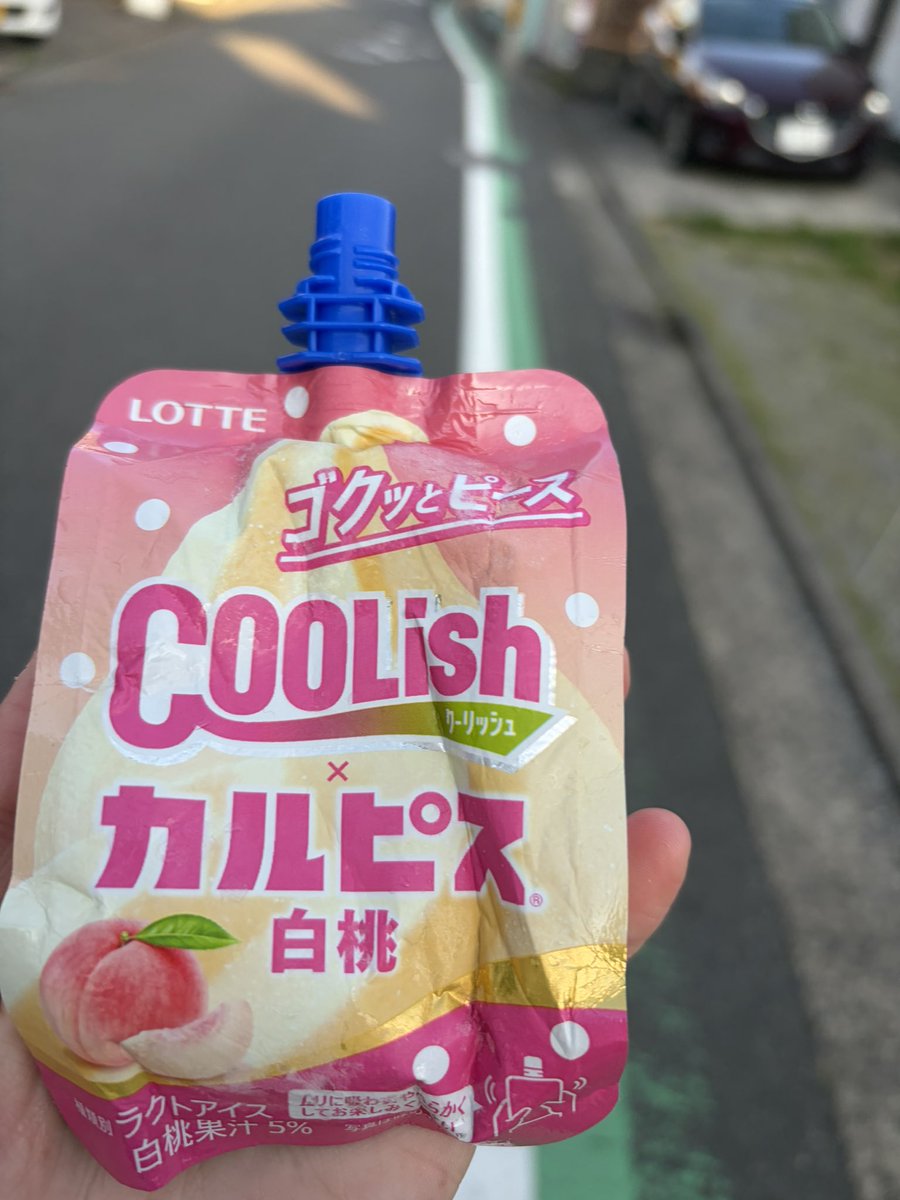 LOTTE
ゴクッとピース
COOLish
クーリッシュ
×
カルピス®
白桃
種類別 ラクトアイス
白桃果汁 5%